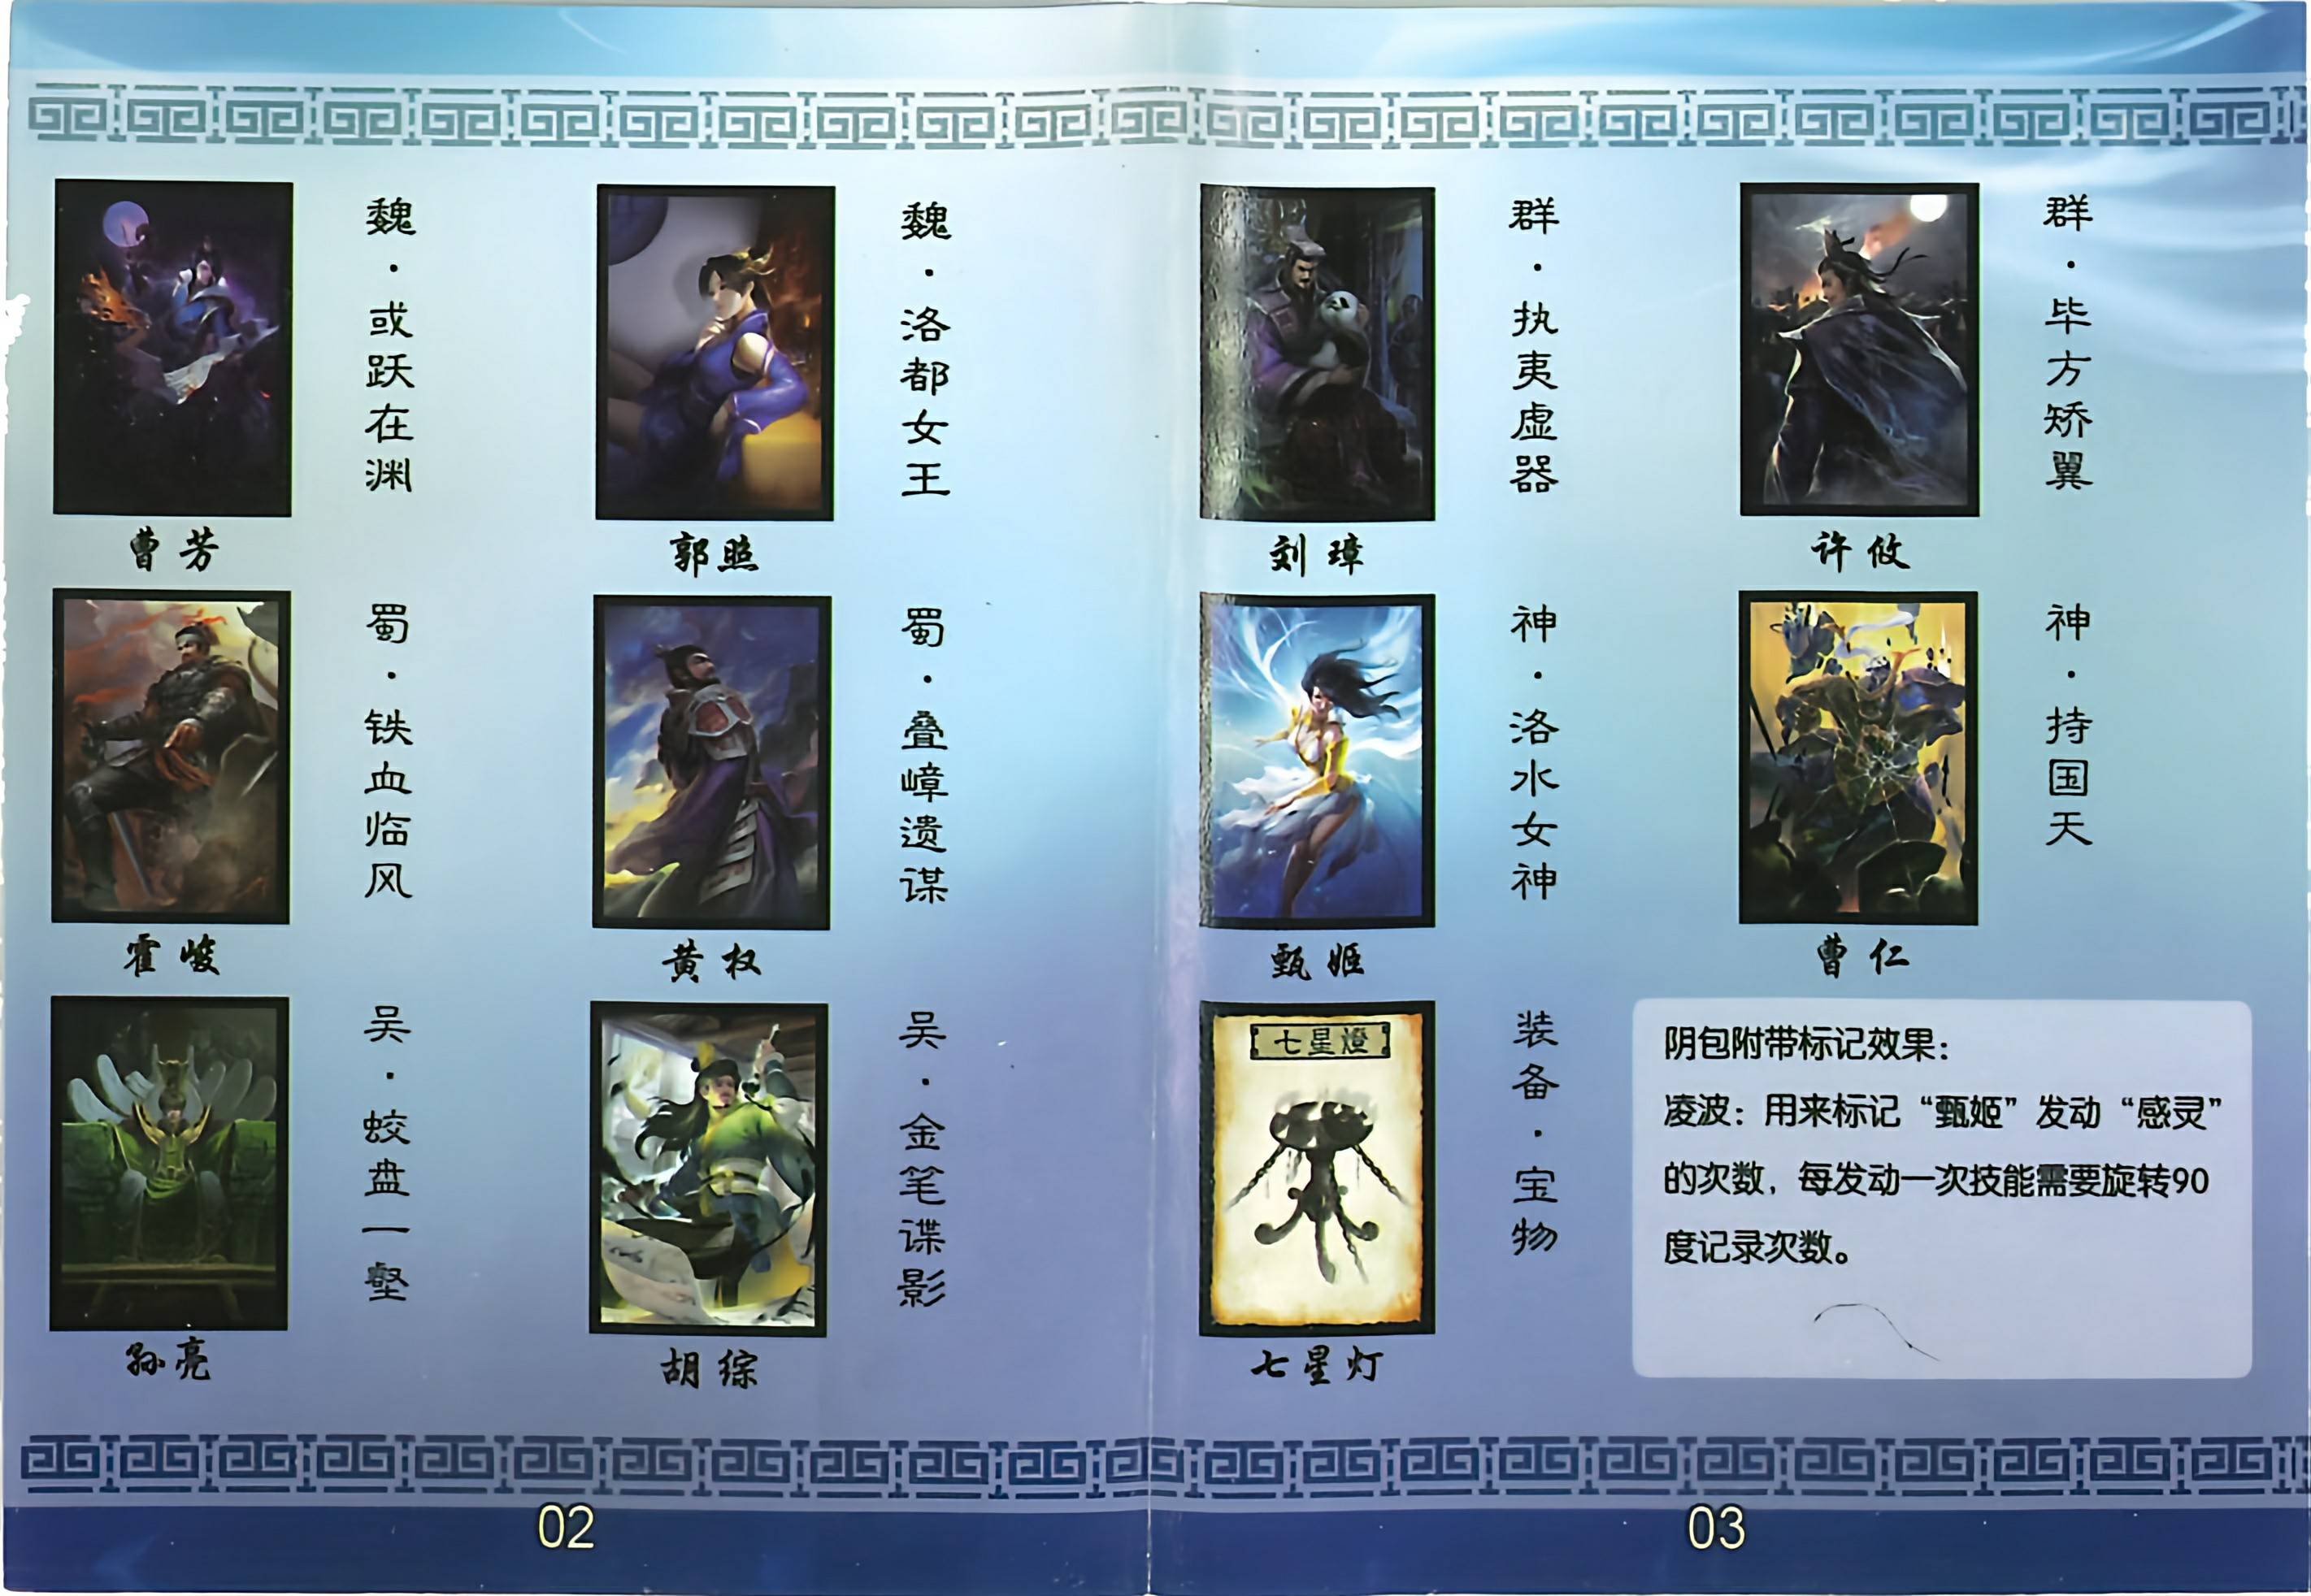 魏·或跃在渊
曹芳
魏·洛都女王
郭照
蜀·铁血临风
霍峻
蜀·叠嶂遗谋
黄权
吴·蛟盘一壑
孙亮
吴·金笔谍影
胡综
02
群·执夷虚器
刘璋
群·毕方矫翼
许攸
神·洛水女神
甄姬
神·持国天
曹仁
七星燈
装备·宝物
七星灯
阴包附带标记效果：
凌波：用来标记“甄姬”发动“感灵”
的次数，每发动一次技能需要旋转90
度记录次数。
03